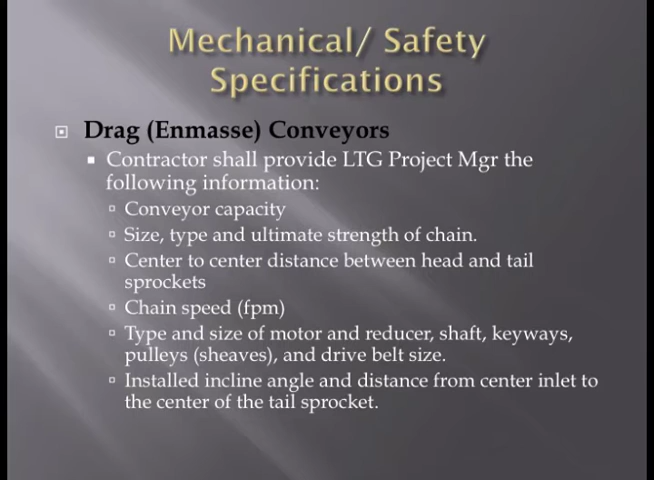 Mechanical/ Safety
Specifications
Drag (Enmasse) Conveyors
Contractor shall provide LTG Project Mgr the
following information:
Conveyor capacity
Size, type and ultimate strength of chain.
Center to center distance between head and tail
sprockets
Chain speed (fpm)
Type and size of motor and reducer, shaft, keyways,
pulleys (sheaves), and drive belt size.
Installed incline angle and distance from center inlet to
the center of the tail sprocket.